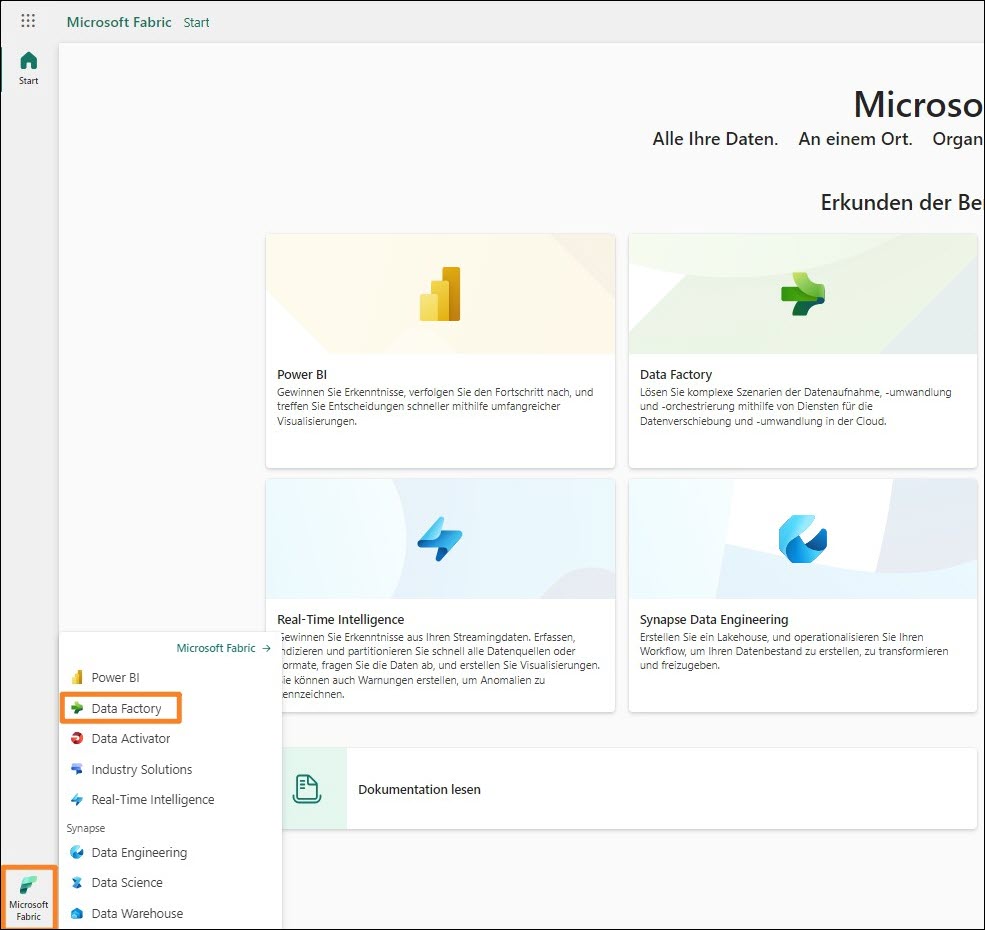 Microsoft Fabric Start
Start
Microso
Alle Ihre Daten. An einem Ort. Organ
Erkunden der Be
Power BI
Gewinnen Sie Erkenntnisse, verfolgen Sie den Fortschritt nach, und
treffen Sie Entscheidungen schneller mithilfe umfangreicher
Visualisierungen.
Data Factory
Lösen Sie komplexe Szenarien der Datenaufnahme, -umwandlung
und -orchestrierung mithilfe von Diensten für die
Datenverschiebung und -umwandlung in der Cloud.
Real-Time Intelligence
Gewinnen Sie Erkenntnisse aus Ihren Streamingdaten. Erfassen,
indizieren und partitionieren Sie schnell alle Datenquellen oder
ormate, fragen Sie die Daten ab, und erstellen Sie Visualisierungen.
Sie können auch Warnungen erstellen, um Anomalien zu
ennzeichnen.
Synapse Data Engineering
Erstellen Sie ein Lakehouse, und operationalisieren Sie Ihren
Workflow, um Ihren Datenbestand zu erstellen, zu transformieren
und freizugeben.
Dokumentation lesen
Microsoft Fabric →
Power BI
Data Factory
Data Activator
Industry Solutions
Real-Time Intelligence
Synapse
Data Engineering
Data Science
Data Warehouse
Microsoft
Fabric